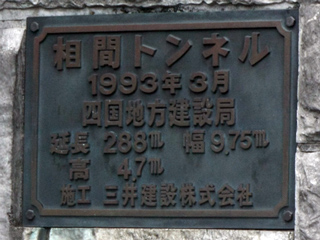 相間トンネル
1993年3月
四国地方建設局
延長 288m 幅 9.75m
高 4.7m
施工 三井建設株式会社